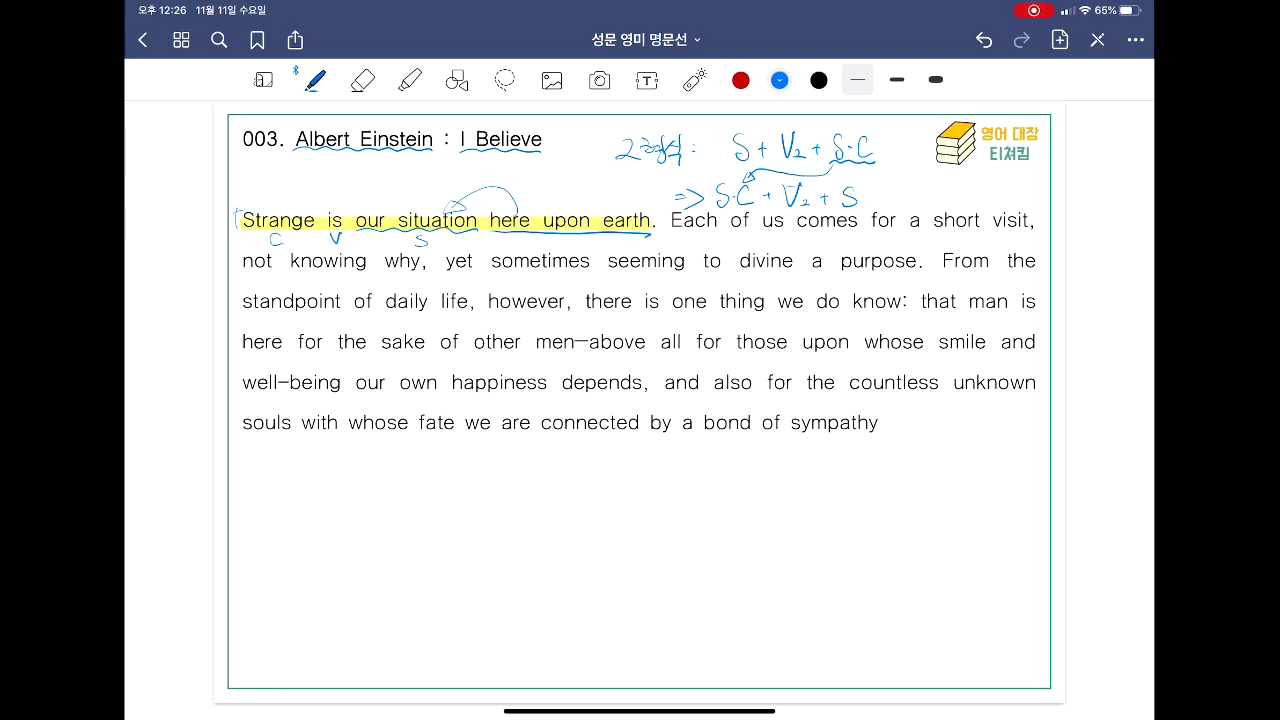 오후 12:26 11월 11일 수요일
65%
성문 영미 명문선
T
003. Albert Einstein : I Believe
2형식 : S + V2 + S·C
영어 대장
티쳐킴
=> S·C + V2 + S
Strange is our situation here upon earth. Each of us comes for a short visit,
C V S
not knowing why, yet sometimes seeming to divine a purpose. From the
standpoint of daily life, however, there is one thing we do know: that man is
here for the sake of other men—above all for those upon whose smile and
well-being our own happiness depends, and also for the countless unknown
souls with whose fate we are connected by a bond of sympathy